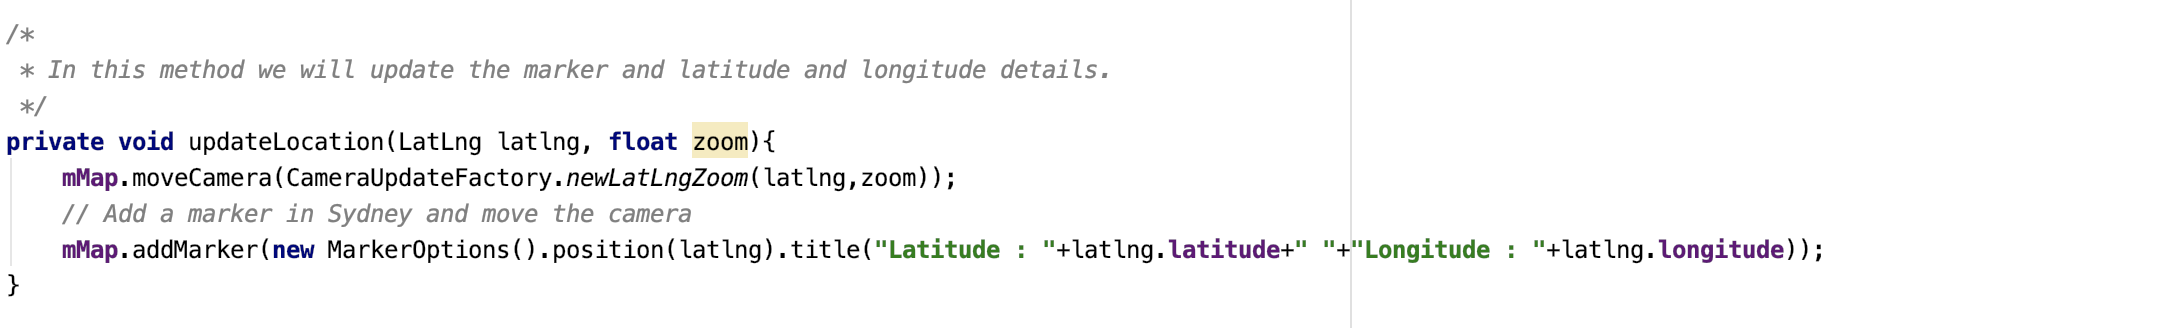 /*
 * In this method we will update the marker and latitude and longitude details.
 */
private void updateLocation(LatLng latlng, float zoom){
    mMap.moveCamera(CameraUpdateFactory.newLatLngZoom(latlng,zoom));
    // Add a marker in Sydney and move the camera
    mMap.addMarker(new MarkerOptions().position(latlng).title("Latitude : "+latlng.latitude+" "+"Longitude : "+latlng.longitude));
}